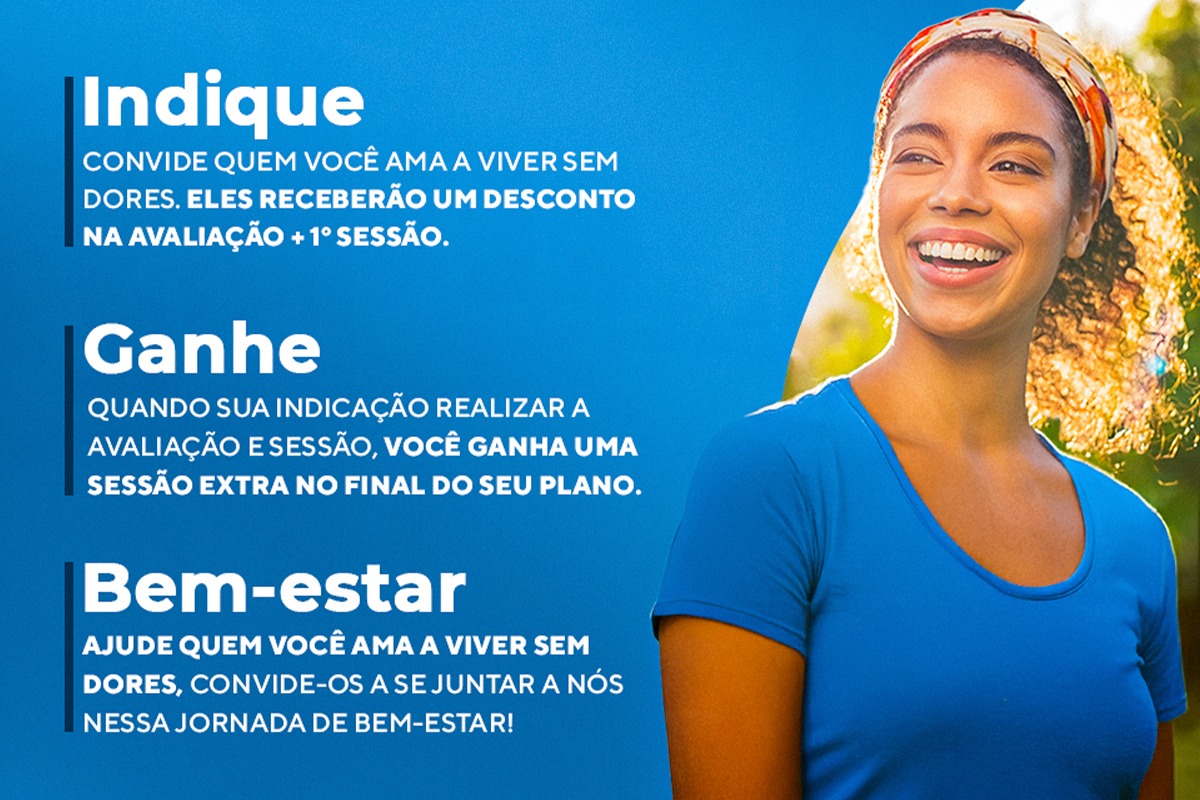 Indique
CONVIDE QUEM VOCÊ AMA A VIVER SEM
DORES. ELES RECEBERÃO UM DESCONTO
NA AVALIAÇÃO + 1º SESSÃO.
Ganhe
QUANDO SUA INDICAÇÃO REALIZAR A
AVALIAÇÃO E SESSÃO, VOCÊ GANHA UMA
SESSÃO EXTRA NO FINAL DO SEU PLANO.
Bem-estar
AJUDE QUEM VOCÊ AMA A VIVER SEM
DORES, CONVIDE-OS A SE JUNTAR A NÓS
NESSA JORNADA DE BEM-ESTAR!